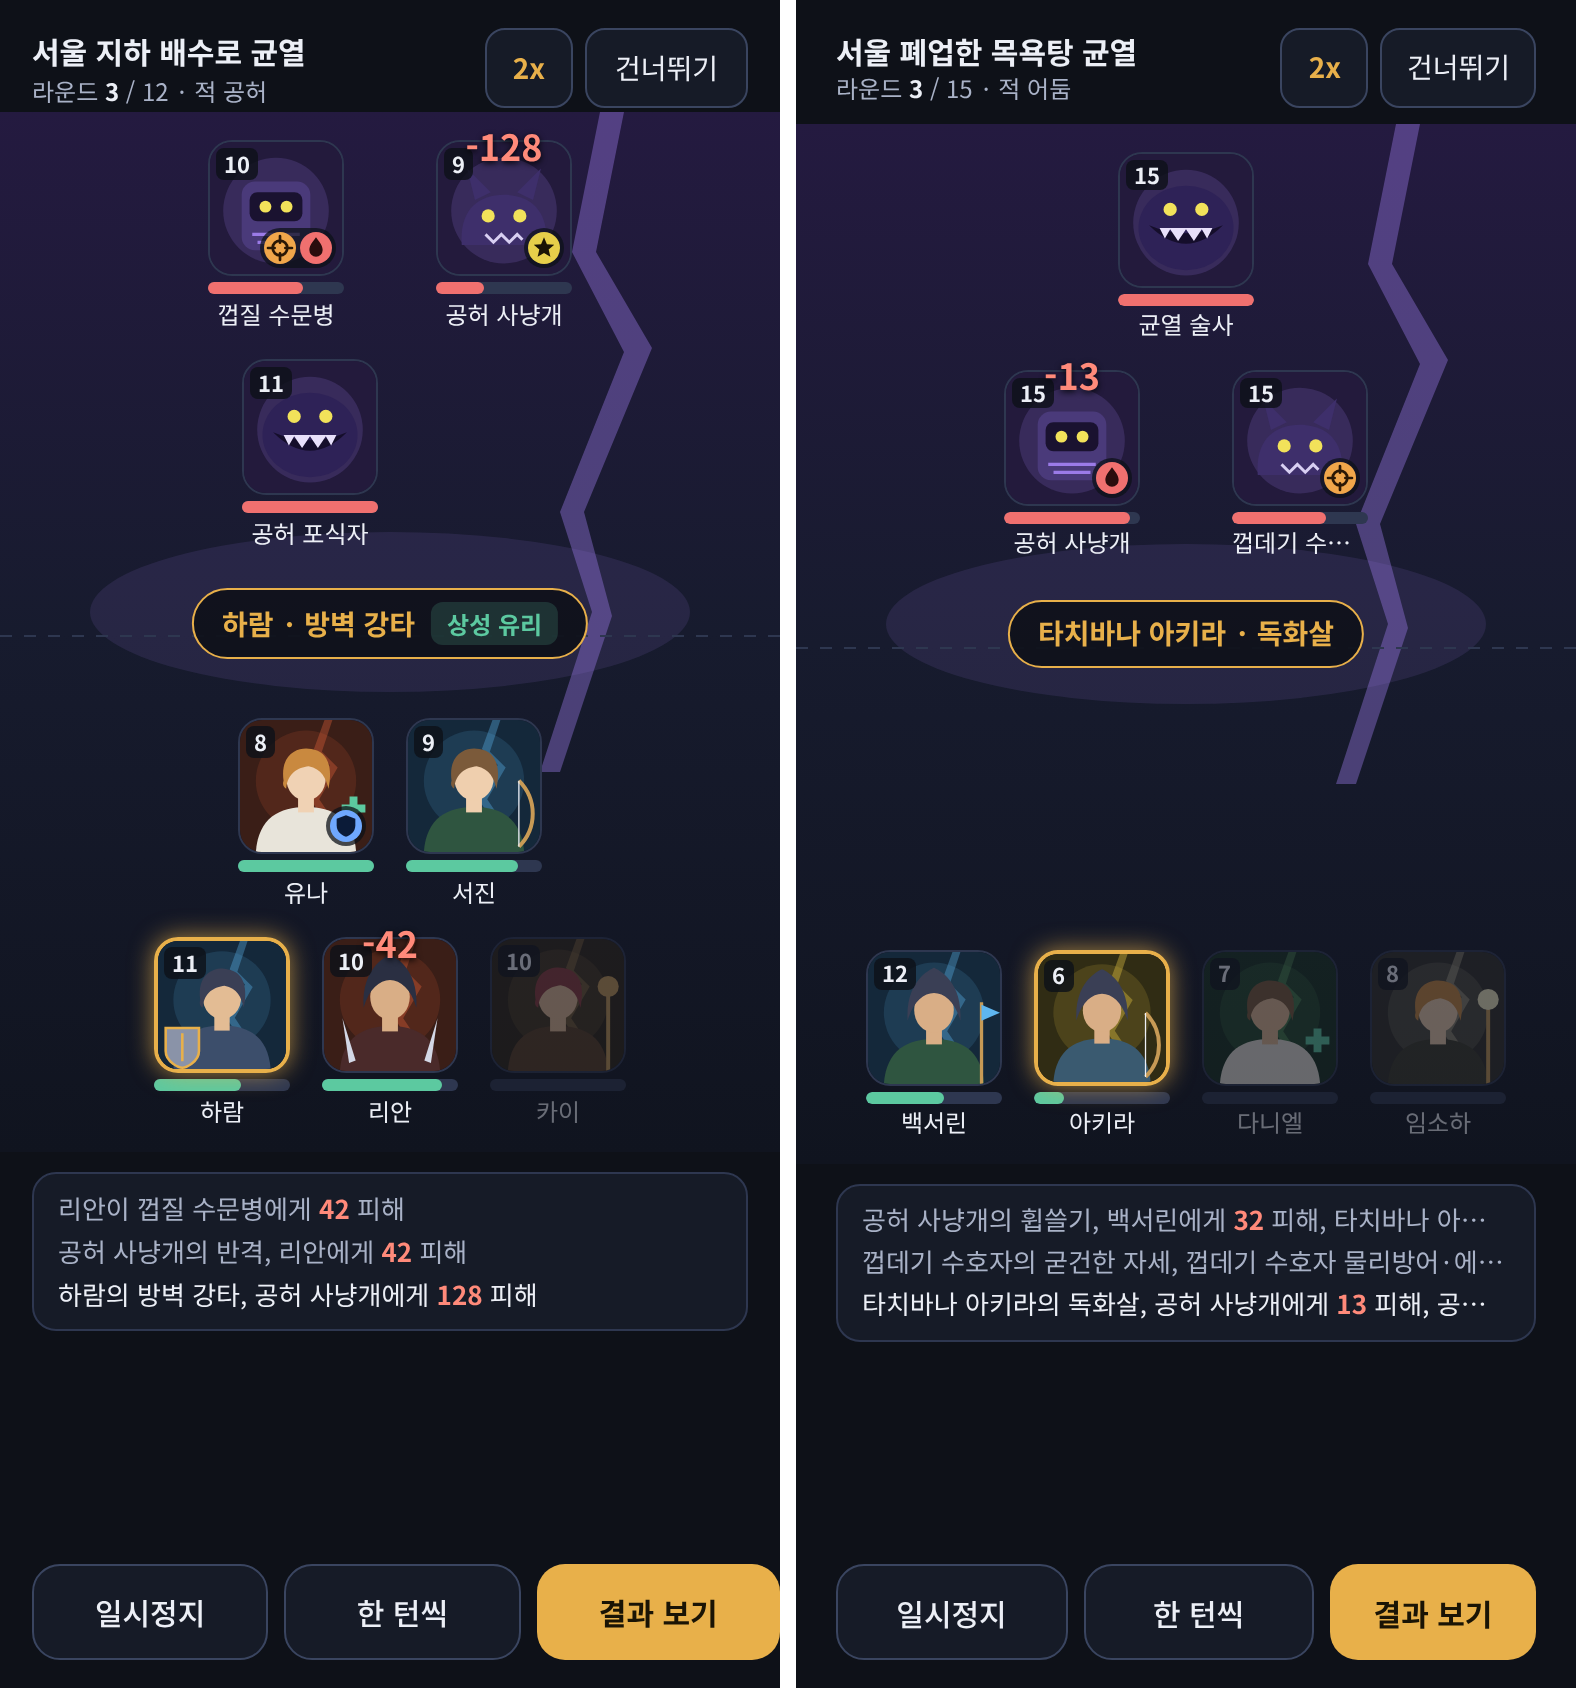 서울 지하 배수로 균열
라운드 3 / 12 · 적 공허
2x
건너뛰기
10
9
-128
껍질 수문병
공허 사냥개
11
공허 포식자
하람 · 방벽 강타 상성 유리
8
9
유나
서진
11
10
-42
10
하람
리안
카이
리안이 껍질 수문병에게 42 피해
공허 사냥개의 반격, 리안에게 42 피해
하람의 방벽 강타, 공허 사냥개에게 128 피해
일시정지
한 턴씩
결과 보기
서울 폐업한 목욕탕 균열
라운드 3 / 15 · 적 어둠
2x
건너뛰기
15
균열 술사
15
-13
15
공허 사냥개
껍데기 수…
타치바나 아키라 · 독화살
12
6
7
8
백서린
아키라
다니엘
임소하
공허 사냥개의 휩쓸기, 백서린에게 32 피해, 타치바나 아…
껍데기 수호자의 굳건한 자세, 껍데기 수호자 물리방어·에…
타치바나 아키라의 독화살, 공허 사냥개에게 13 피해, 공…
일시정지
한 턴씩
결과 보기